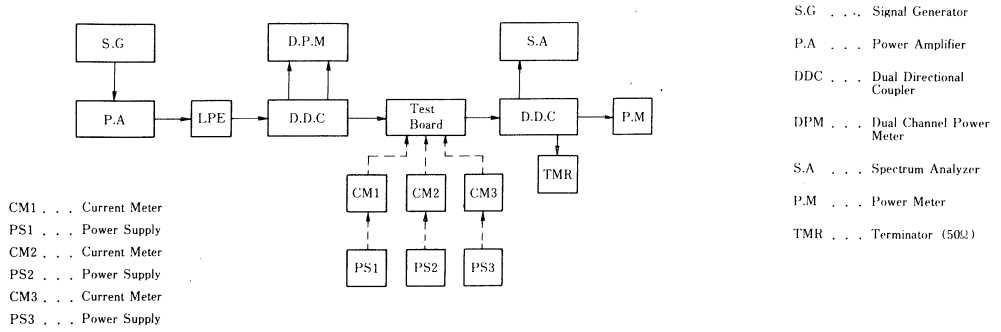 S.G
D.P.M
S.A
P.A
LPE
D.D.C
Test
Board
D.D.C
P.M
TMR
CM1
CM2
CM3
PS1
PS2
PS3
CM1 . . . Current Meter
PS1 . . . Power Supply
CM2 . . . Current Meter
PS2 . . . Power Supply
CM3 . . . Current Meter
PS3 . . . Power Supply
S.G . . . . Signal Generator
P.A . . . Power Amplifier
DDC . . . Dual Directional
Coupler
DPM . . . Dual Channel Power
Meter
S.A . . . Spectrum Analyzer
P.M . . . Power Meter
TMR . . . Terminator (50Ω)